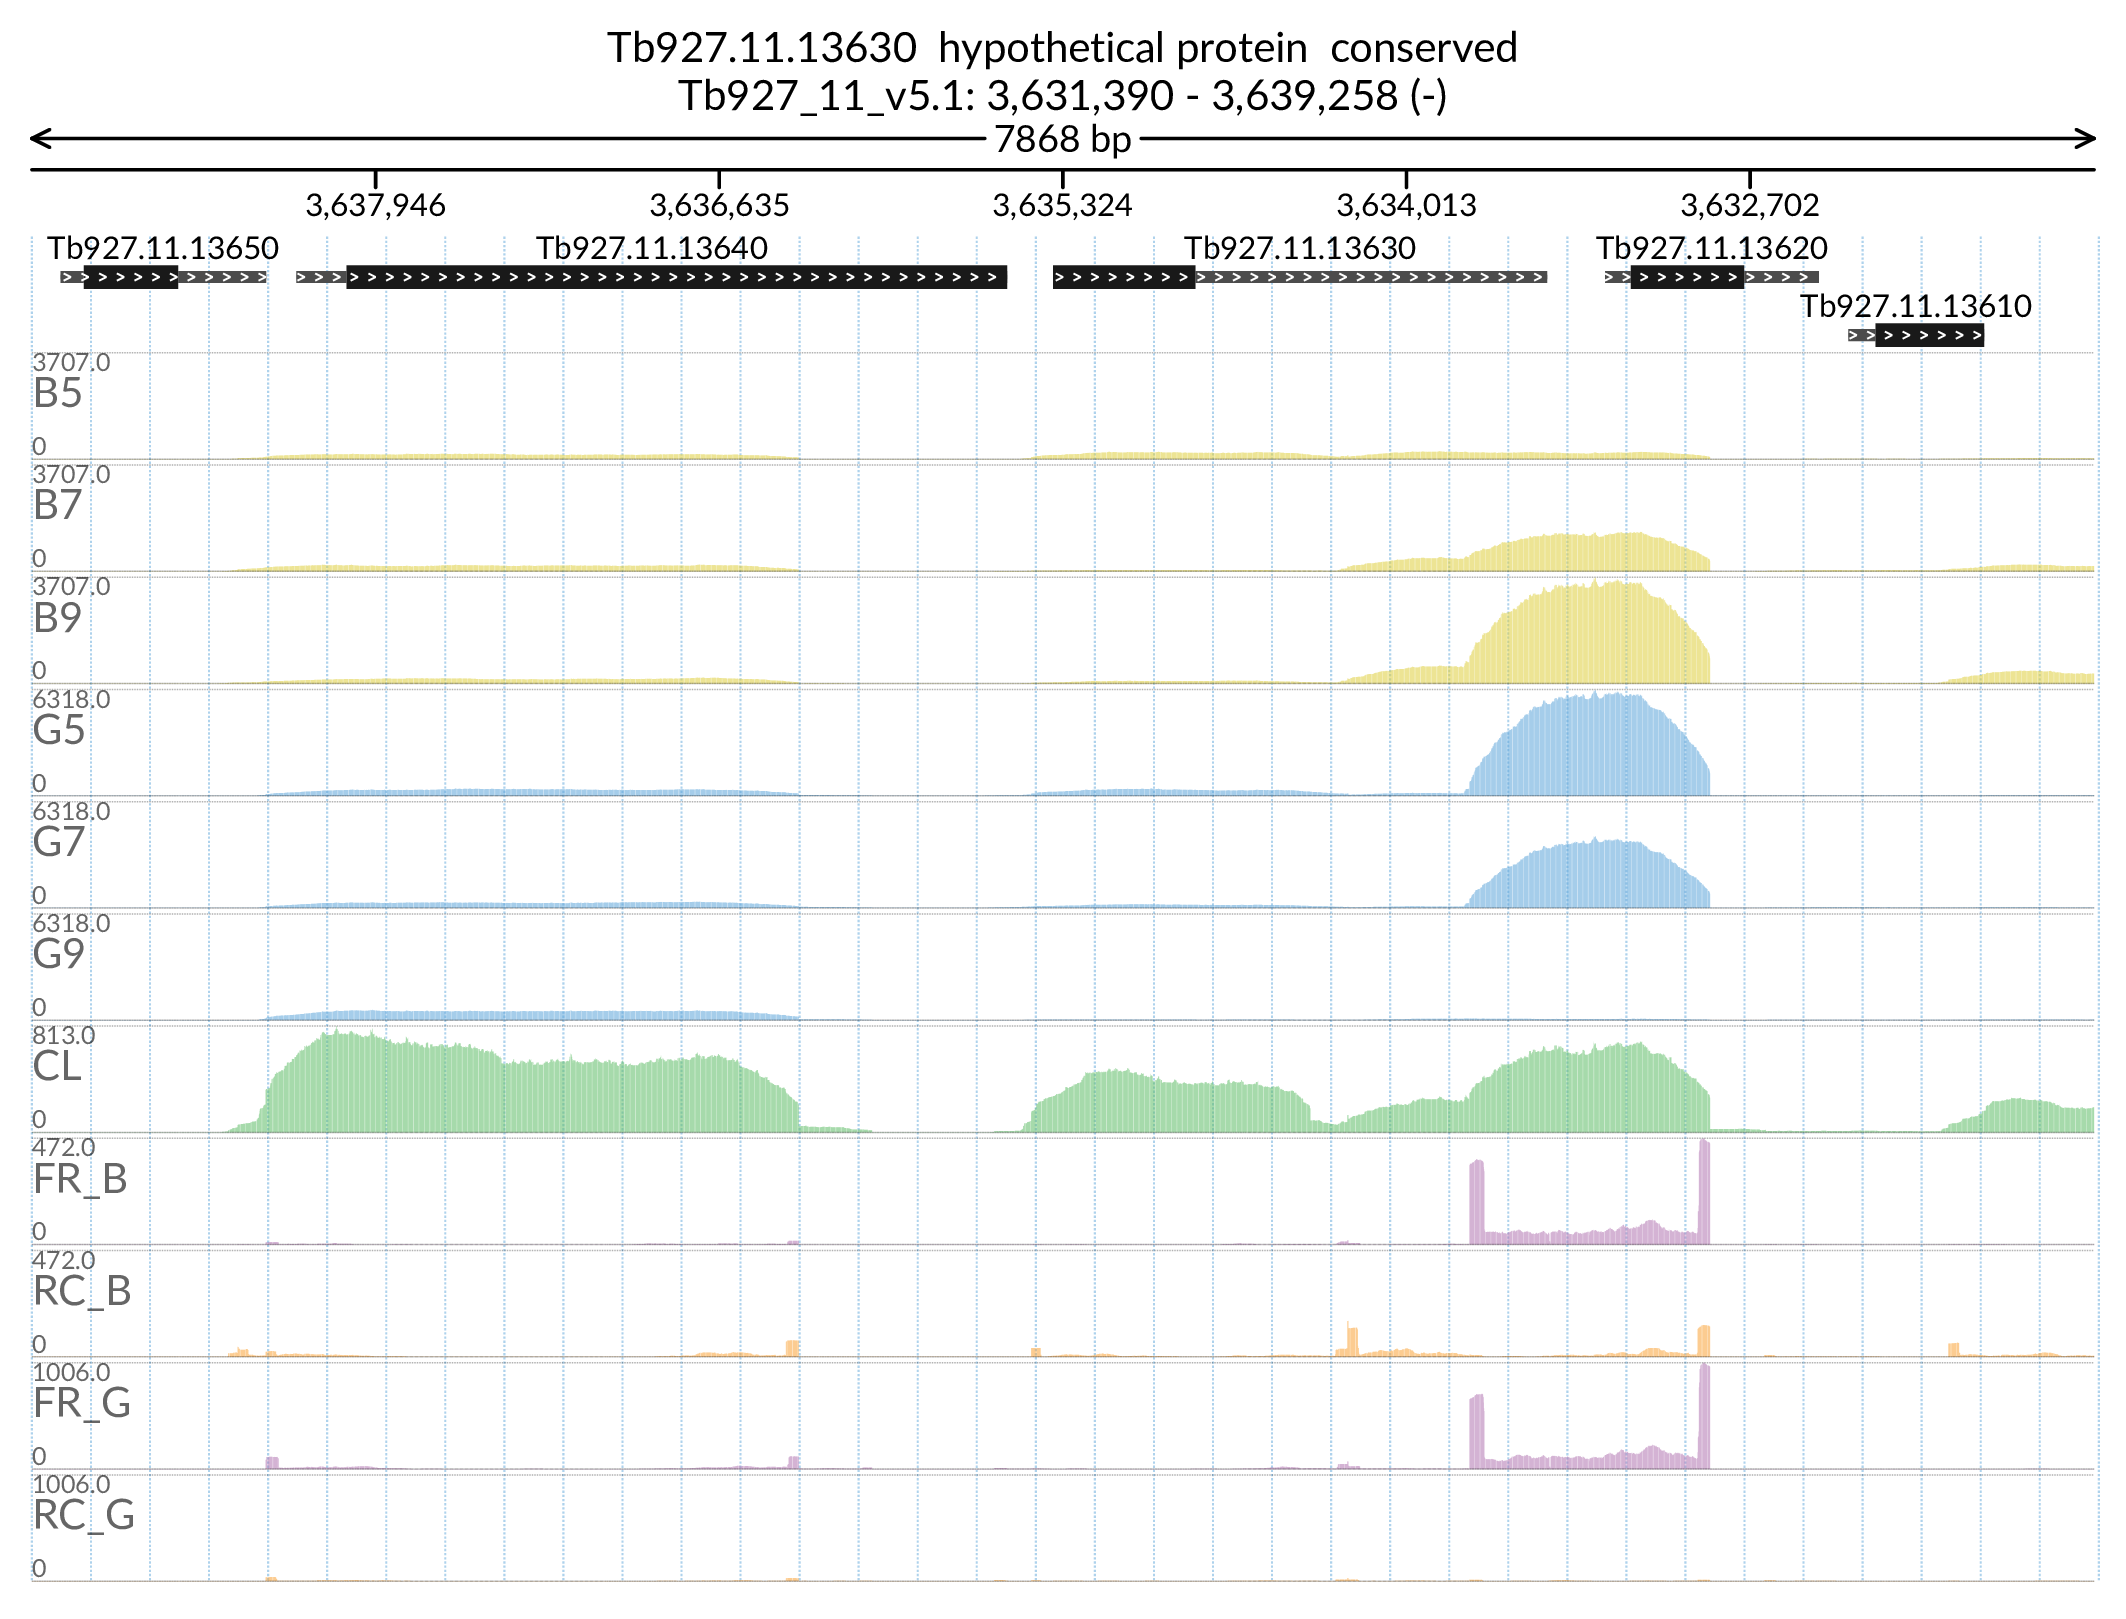 Tb927.11.13630  hypothetical protein  conserved
Tb927_11_v5.1: 3,631,390 - 3,639,258 (-)
7868 bp
3,637,946 3,636,635 3,635,324 3,634,013 3,632,702
Tb927.11.13650 Tb927.11.13640 Tb927.11.13630 Tb927.11.13620
Tb927.11.13610
3707.0
B5
0
3707.0
B7
0
3707.0
B9
0
6318.0
G5
0
6318.0
G7
0
6318.0
G9
0
813.0
CL
0
472.0
FR_B
0
472.0
RC_B
0
1006.0
FR_G
0
1006.0
RC_G
0